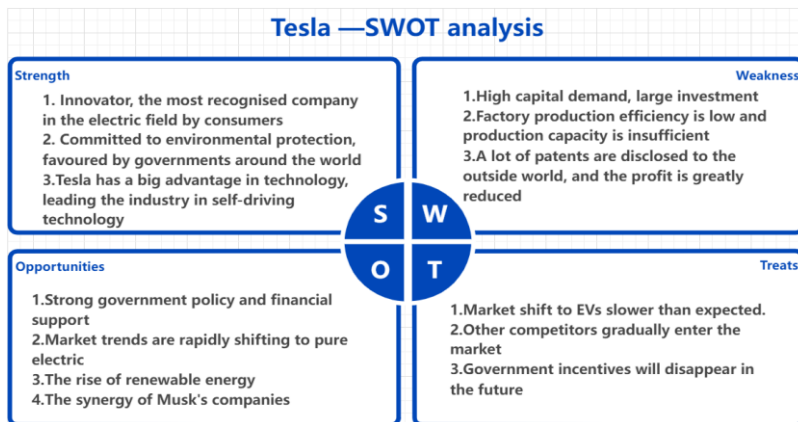 Tesla —SWOT analysis
Strength
1. Innovator, the most recognised company
in the electric field by consumers
2. Committed to environmental protection,
favoured by governments around the world
3.Tesla has a big advantage in technology,
leading the industry in self-driving
technology
Weakness
1.High capital demand, large investment
2.Factory production efficiency is low and
production capacity is insufficient
3.A lot of patents are disclosed to the
outside world, and the profit is greatly
reduced
S W
O T
Opportunities
1.Strong government policy and financial
support
2.Market trends are rapidly shifting to pure
electric
3.The rise of renewable energy
4.The synergy of Musk's companies
Treats
1.Market shift to EVs slower than expected.
2.Other competitors gradually enter the
market
3.Government incentives will disappear in
the future